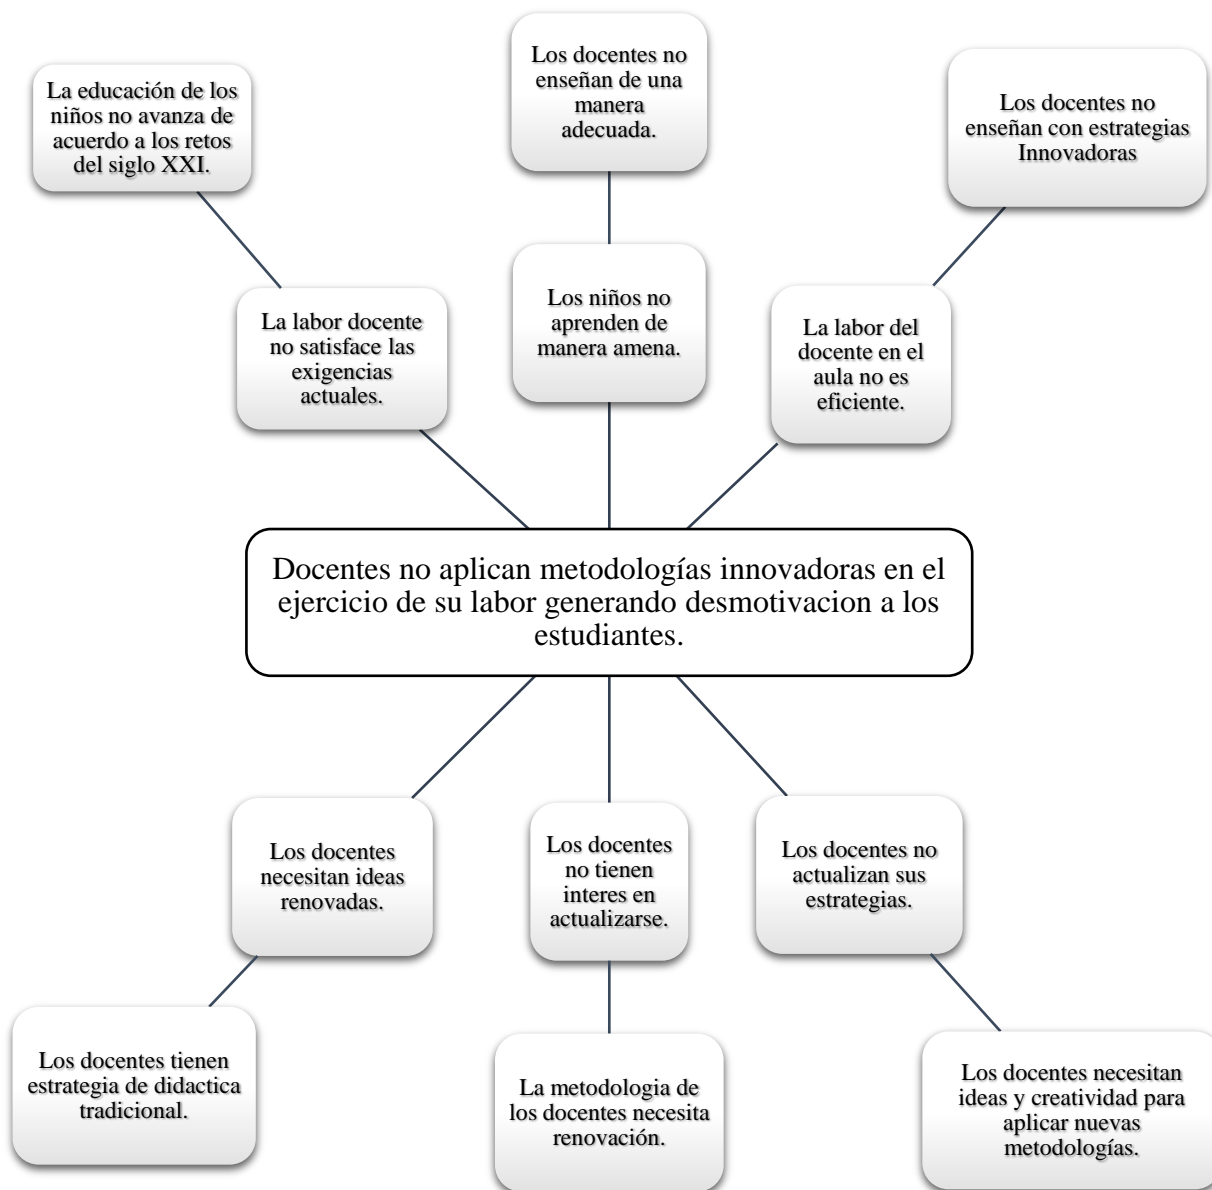 La educación de los
niños no avanza de
acuerdo a los retos
del siglo XXI.
Los docentes no
enseñan de una
manera
adecuada.
Los docentes no
enseñan con estrategias
Innovadoras
La labor docente
no satisface las
exigencias
actuales.
Los niños no
aprenden de
manera amena.
La labor del
docente en el
aula no es
eficiente.
Docentes no aplican metodologías innovadoras en el
ejercicio de su labor generando desmotivacion a los
estudiantes.
Los docentes
necesitan ideas
renovadas.
Los docentes
no tienen
interes en
actualizarse.
Los docentes no
actualizan sus
estrategias.
Los docentes tienen
estrategia de didactica
tradicional.
La metodologia de
los docentes necesita
renovación.
Los docentes necesitan
ideas y creatividad para
aplicar nuevas
metodologías.